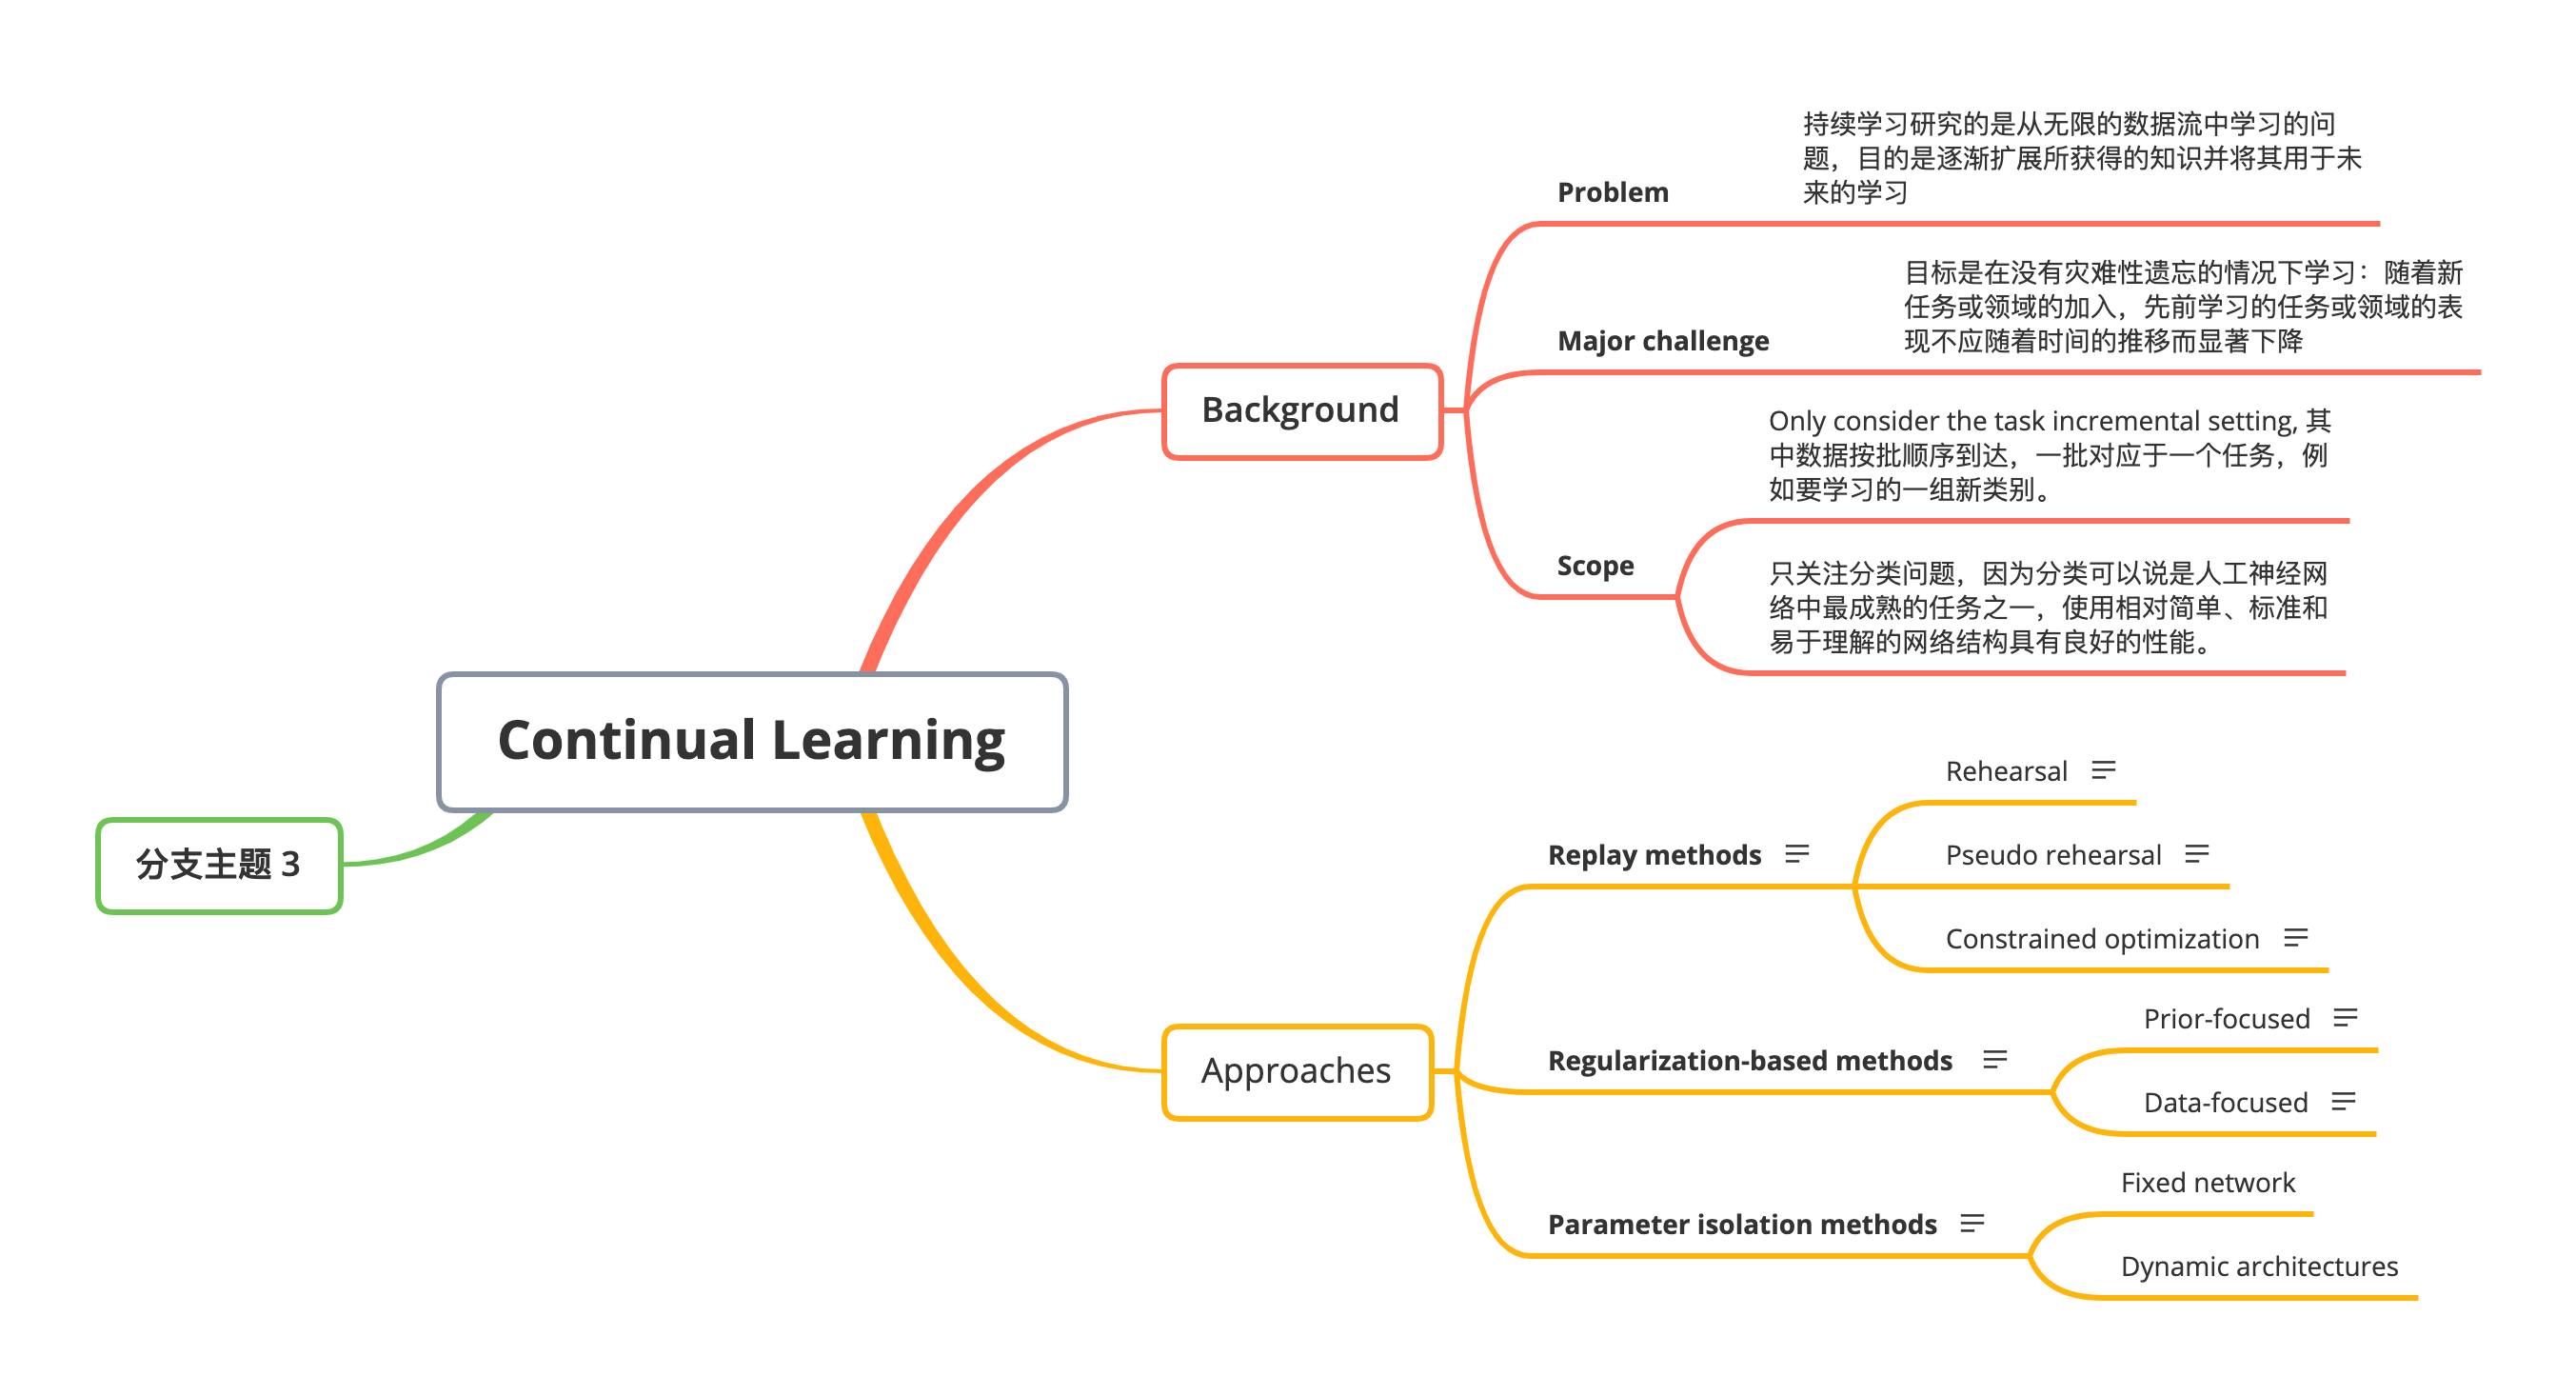 Continual Learning
Background
Problem
持续学习研究的是从无限的数据流中学习的问
题，目的是逐渐扩展所获得的知识并将其用于未
来的学习
Major challenge
目标是在没有灾难性遗忘的情况下学习：随着新
任务或领域的加入，先前学习的任务或领域的表
现不应随着时间的推移而显著下降
Scope
Only consider the task incremental setting, 其
中数据按批顺序到达，一批对应于一个任务，例
如要学习的一组新类别。
只关注分类问题，因为分类可以说是人工神经网
络中最成熟的任务之一，使用相对简单、标准和
易于理解的网络结构具有良好的性能。
Approaches
Replay methods
Rehearsal
Pseudo rehearsal
Constrained optimization
Regularization-based methods
Prior-focused
Data-focused
Parameter isolation methods
Fixed network
Dynamic architectures
分支主题 3